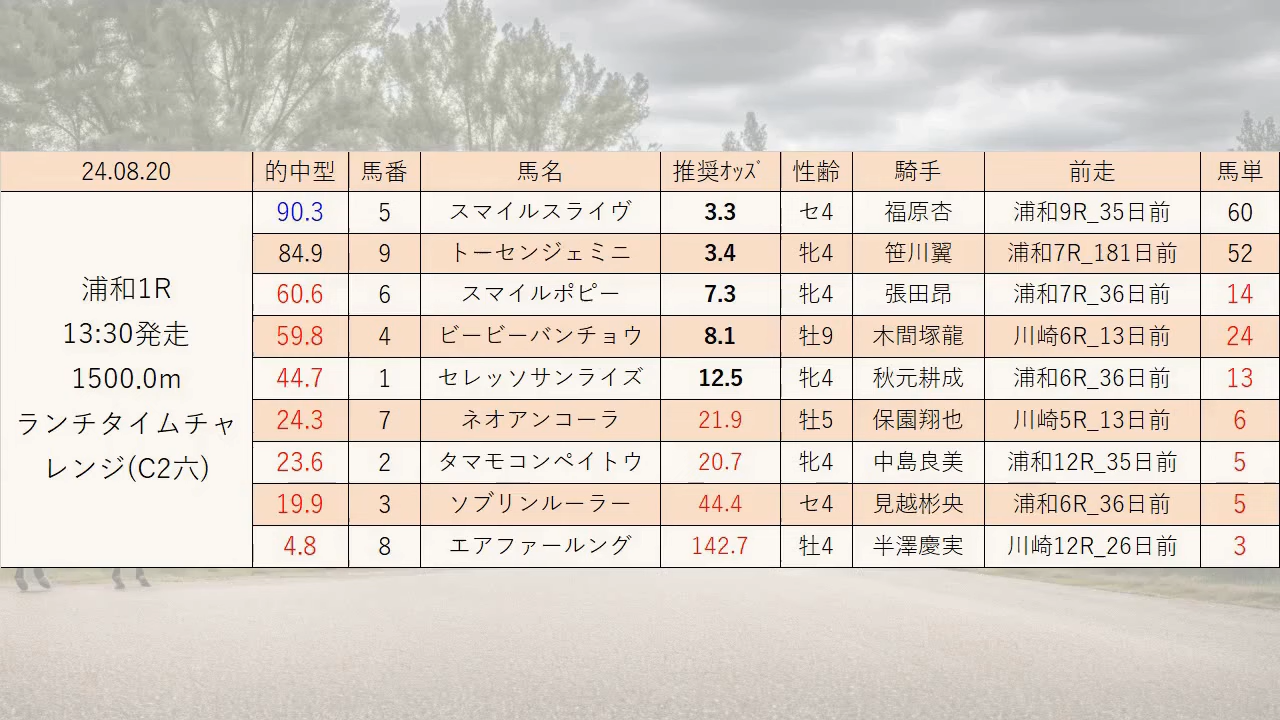 24.08.20 的中型 馬番 馬名 推奨ｵｯｽﾞ 性齢 騎手 前走 馬単
浦和1R
13:30発走
1500.0m
ランチタイムチャ
レンジ(C2六)
90.3 5 スマイルスライヴ 3.3 セ4 福原杏 浦和9R_35日前 60
84.9 9 トーセンジェミニ 3.4 牝4 笹川翼 浦和7R_181日前 52
60.6 6 スマイルポピー 7.3 牝4 張田昂 浦和7R_36日前 14
59.8 4 ビービーバンチョウ 8.1 牡9 木間塚龍 川崎6R_13日前 24
44.7 1 セレッソサンライズ 12.5 牝4 秋元耕成 浦和6R_36日前 13
24.3 7 ネオアンコーラ 21.9 牡5 保園翔也 川崎5R_13日前 6
23.6 2 タマモコンペイトウ 20.7 牝4 中島良美 浦和12R_35日前 5
19.9 3 ソブリンルーラー 44.4 セ4 見越彬央 浦和6R_36日前 5
4.8 8 エアファールング 142.7 牡4 半澤慶実 川崎12R_26日前 3